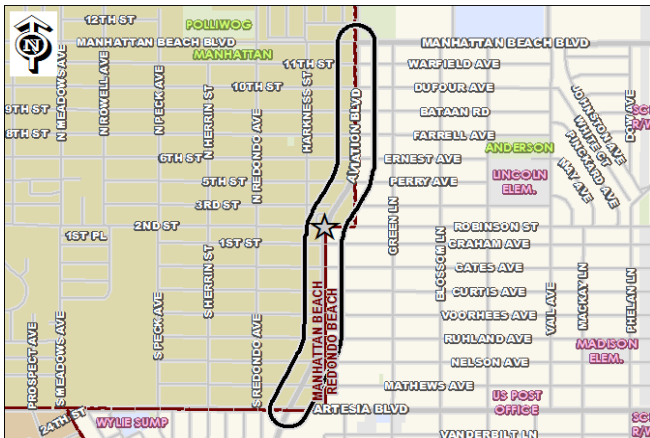 12TH ST
POLLIWOG
MANHATTAN BEACH BLVD
MANHATTAN BEACH BLVD
N
MANHATTAN
11TH ST
WARFIELD AVE
N MEADOWS AVE
N ROWELL AVE
N PECK AVE
N HERRIN ST
10TH ST
HARKNESS ST
AVIATION BLVD
DUFOUR AVE
JOHNSTON AVE
DOW AVE
9TH ST
N REDONDO AVE
BATAAN RD
WHITE CT
8TH ST
FARRELL AVE
PINCKARD AVE
ANDERSON
6TH ST
ERNEST AVE
MAY AVE
5TH ST
PERRY AVE
LINCOLN
ELEM.
3RD ST
GREEN LN
2ND ST
ROBINSON ST
1ST PL
1ST ST
GRAHAM AVE
BLOSSOM LN
S HERRIN ST
GATES AVE
VAIL AVE
MACKAY LN
PHELAN LN
CURTIS AVE
S PECK AVE
MANHATTAN BEACH
REDONDO BEACH
VOORHEES AVE
PROSPECT AVE
S MEADOWS AVE
S REDONDO AVE
RUHLAND AVE
MADISON
ELEM.
NELSON AVE
MATHEWS AVE
US POST
OFFICE
24TH ST
ARTESIA BLVD
WYLIE SUMP
VANDERBILT LN